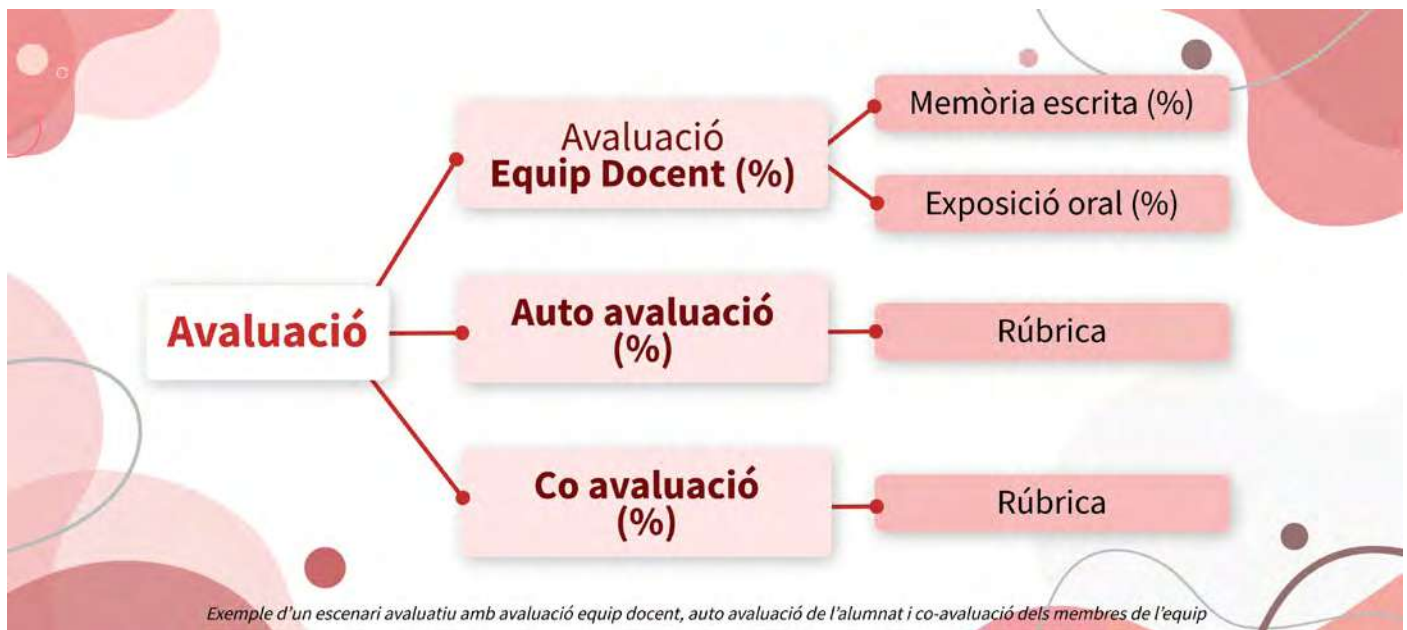 Avaluació
Avaluació
Equip Docent (%)
Memòria escrita (%)
Exposició oral (%)
Auto avaluació
(%)
Rúbrica
Co avaluació
(%)
Rúbrica
Exemple d'un escenari avaluatiu amb avaluació equip docent, auto avaluació de l'alumnat i co-avaluació dels membres de l'equip